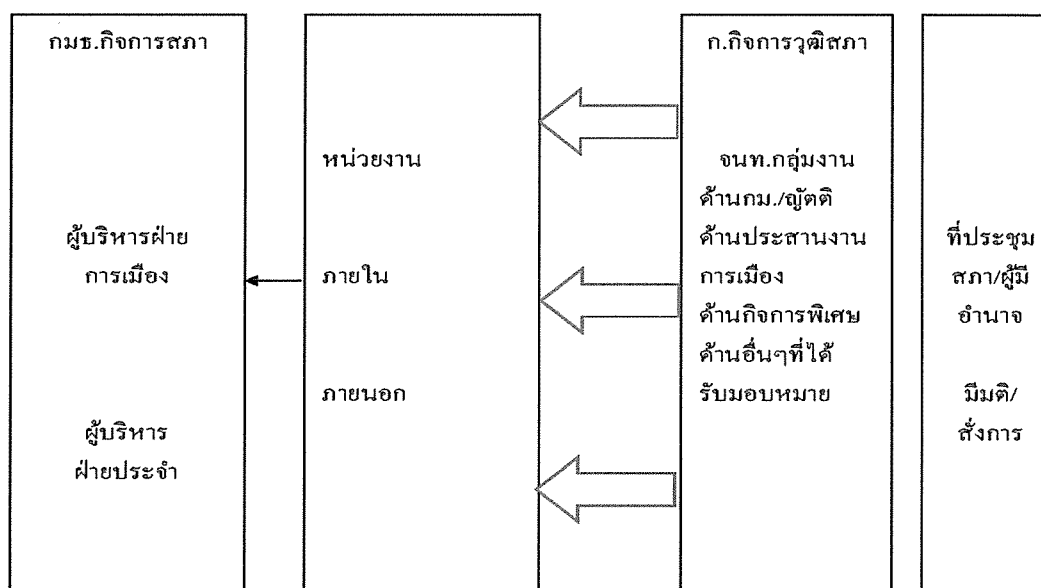 กมธ.กิจการสภา
ผู้บริหารฝ่าย
การเมือง
ผู้บริหาร
ฝ่ายประจำ
หน่วยงาน
ภายใน
ภายนอก
ก.กิจการวุฒิสภา
จนท.กลุ่มงาน
ด้านกม./ญัตติ
ด้านประสานงาน
การเมือง
ด้านกิจการพิเศษ
ด้านอื่นๆที่ได้
รับมอบหมาย
ที่ประชุม
สภา/ผู้มี
อำนาจ
มีมติ/
สั่งการ